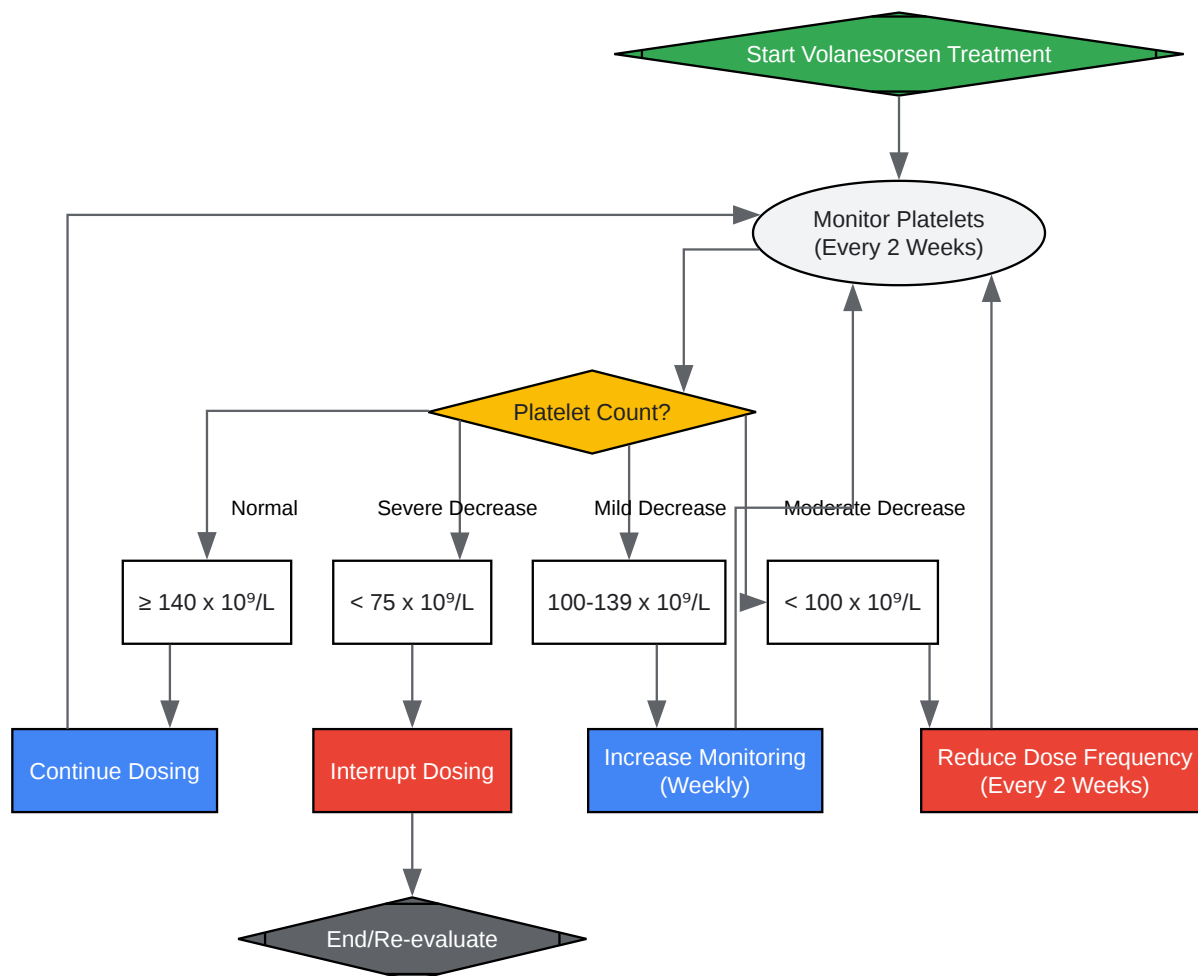 Start Volanesorsen Treatment
Monitor Platelets
(Every 2 Weeks)
Platelet Count?
Normal
Severe Decrease
Mild Decrease
Moderate Decrease
≥ 140 x 10⁹/L
< 75 x 10⁹/L
100-139 x 10⁹/L
< 100 x 10⁹/L
Continue Dosing
Interrupt Dosing
Increase Monitoring
(Weekly)
Reduce Dose Frequency
(Every 2 Weeks)
End/Re-evaluate